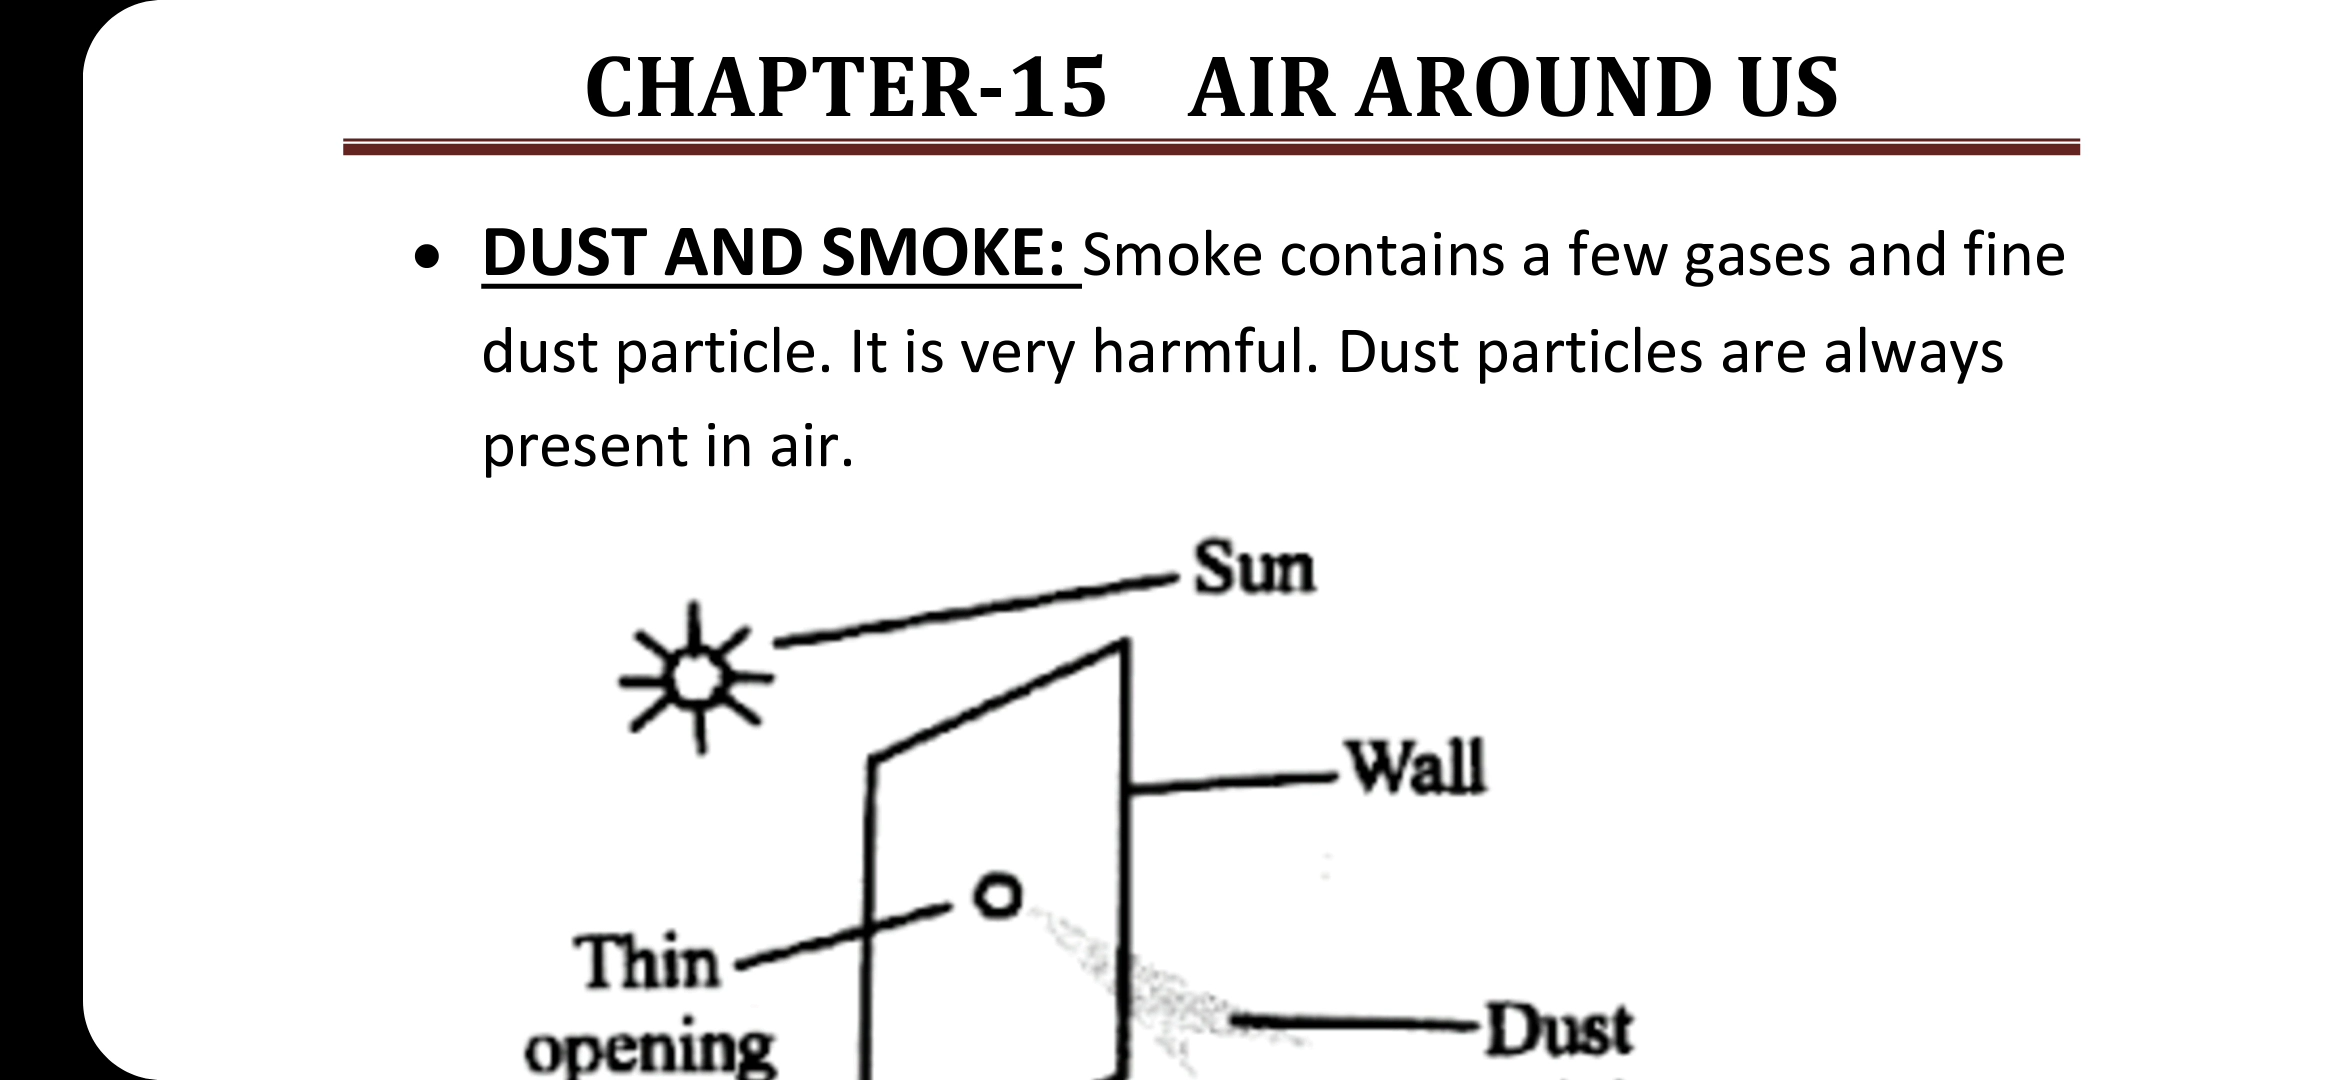 CHAPTER-15 AIR AROUND US
• DUST AND SMOKE: Smoke contains a few gases and fine
dust particle. It is very harmful. Dust particles are always
present in air.
Sun
Wall
Thin
opening
Dust